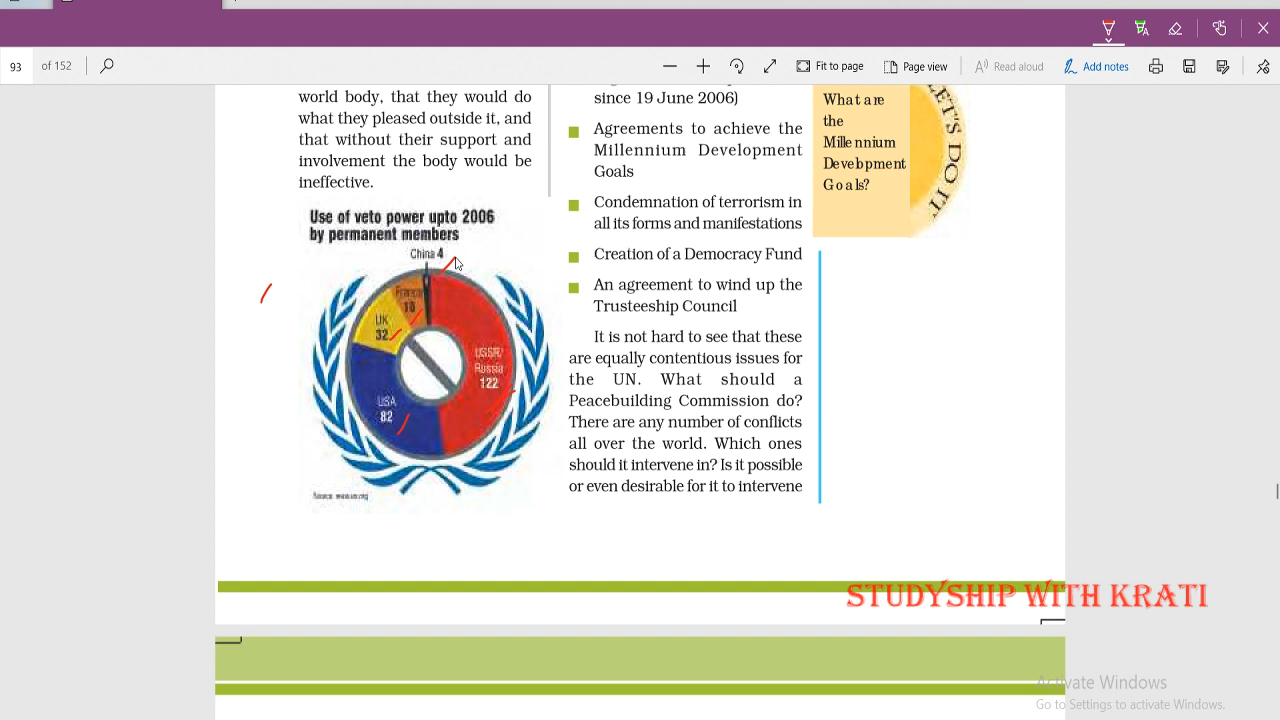 93
of 152
Fit to page
Page view
Read aloud
Add notes
world body, that they would do
what they pleased outside it, and
that without their support and
involvement the body would be
ineffective.
Use of veto power upto 2006
by permanent members
China 4
France
18
UK
32
USSR/
Russia
122
USA
82
since 19 June 2006)
Agreements to achieve the
Millennium Development
Goals
Condemnation of terrorism in
all its forms and manifestations
Creation of a Democracy Fund
An agreement to wind up the
Trusteeship Council
It is not hard to see that these
are equally contentious issues for
the UN. What should a
Peacebuilding Commission do?
There are any number of conflicts
all over the world. Which ones
should it intervene in? Is it possible
or even desirable for it to intervene
What are
the
Millennium
Development
Goals?
LET'S DO IT
STUDYSHIP WITH KRATI
Activate Windows
Go to Settings to activate Windows.